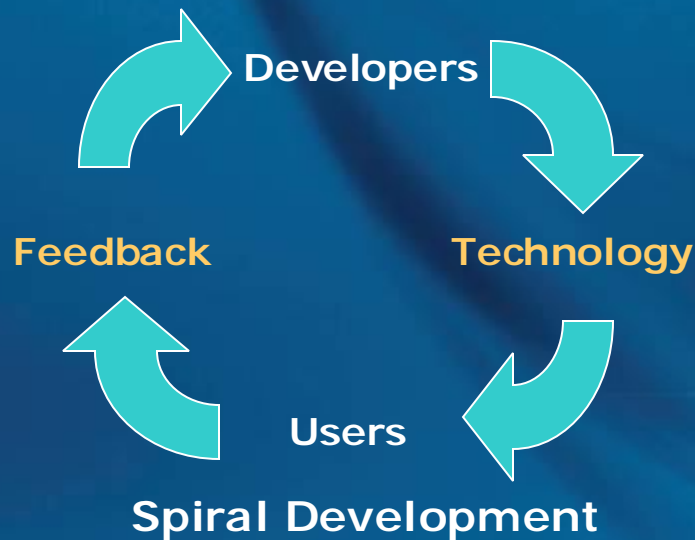 Developers
Feedback
Technology
Users
Spiral Development